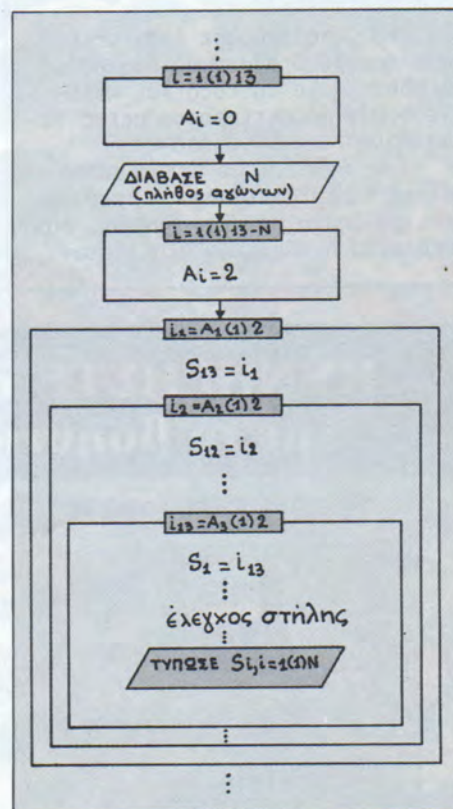 i=1(1)13
Ai=0
ΔΙΑΒΑΣΕ N
(πλήθος αγώνων)
i=1(1)13-N
Ai=2
i1=A1(1)2
S13=i1
i2=A2(1)2
S12=i2
i13=A3(1)2
S1=i13
έλεγχος στήλης
ΤΥΠΩΣΕ Si,i=1(1)N